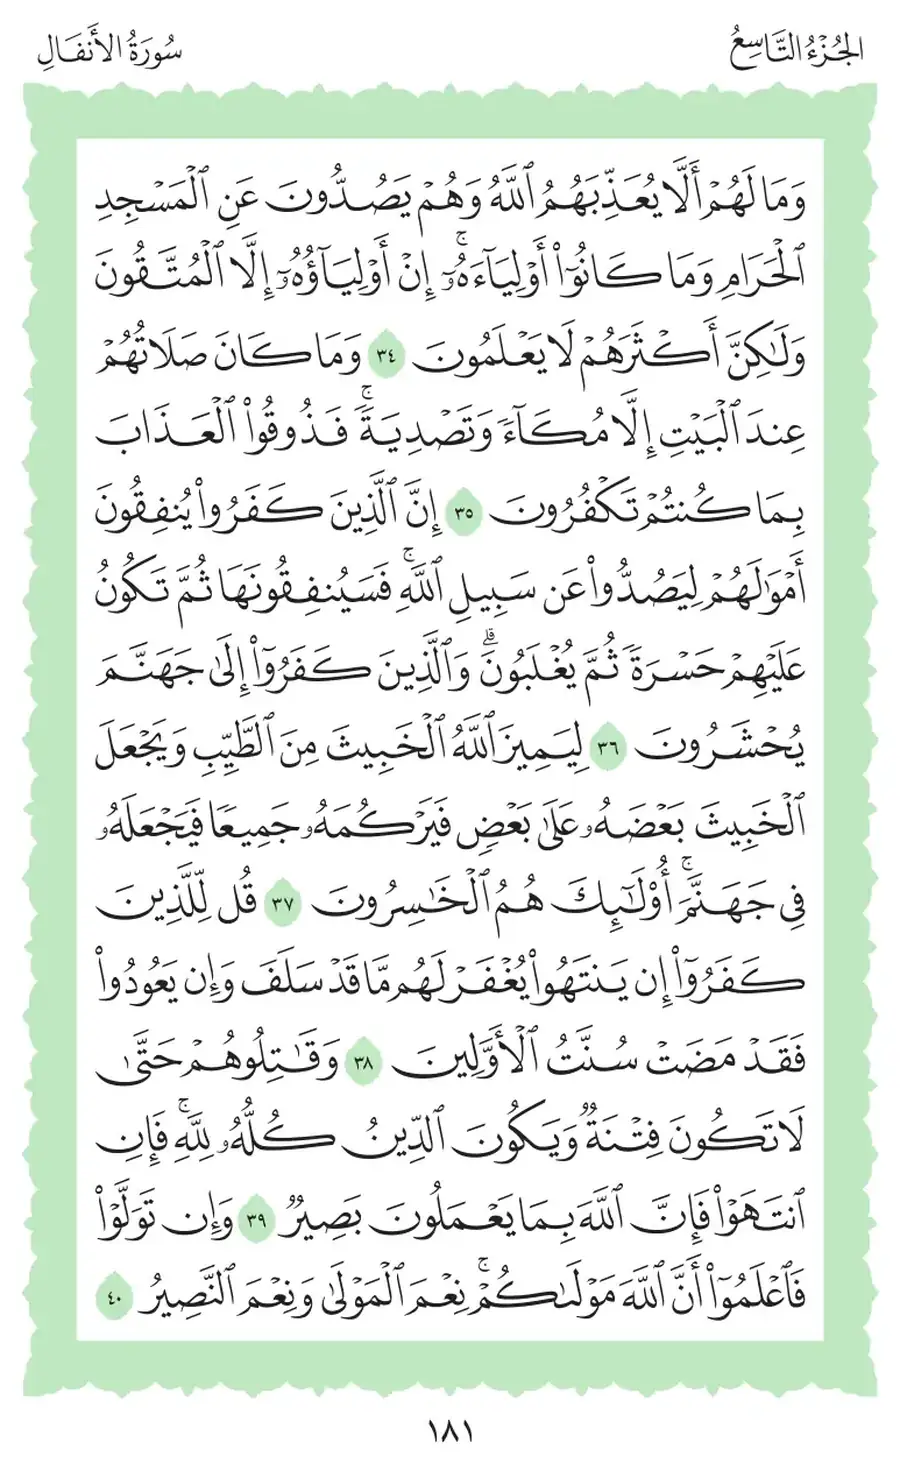 الجُزْءُ التَّاسِعُ
سُورَةُ الأَنفَالِ
وَمَا لَهُمْ أَلَّا يُعَذِّبَهُمُ ٱللَّهُ وَهُمْ يَصُدُّونَ عَنِ ٱلْمَسْجِدِ
ٱلْحَرَامِ وَمَا كَانُوٓا۟ أَوْلِيَآءَهُۥٓ ۚ إِنْ أَوْلِيَآؤُهُۥٓ إِلَّا ٱلْمُتَّقُونَ
وَلَـٰكِنَّ أَكْثَرَهُمْ لَا يَعْلَمُونَ ٣٤ وَمَا كَانَ صَلَاتُهُمْ
عِندَ ٱلْبَيْتِ إِلَّا مُكَآءً وَتَصْدِيَةً ۚ فَذُوقُوا۟ ٱلْعَذَابَ
بِمَا كُنتُمْ تَكْفُرُونَ ٣٥ إِنَّ ٱلَّذِينَ كَفَرُوا۟ يُنفِقُونَ
أَمْوَٰلَهُمْ لِيَصُدُّوا۟ عَن سَبِيلِ ٱللَّهِ ۚ فَسَيُنفِقُونَهَا ثُمَّ تَكُونُ
عَلَيْهِمْ حَسْرَةً ثُمَّ يُغْلَبُونَ ۗ وَٱلَّذِينَ كَفَرُوٓا۟ إِلَىٰ جَهَنَّمَ
يُحْشَرُونَ ٣٦ لِيَمِيزَ ٱللَّهُ ٱلْخَبِيثَ مِنَ ٱلطَّيِّبِ وَيَجْعَلَ
ٱلْخَبِيثَ بَعْضَهُۥ عَلَىٰ بَعْضٍ فَيَرْكُمَهُۥ جَمِيعًا فَيَجْعَلَهُۥ
فِى جَهَنَّمَ ۚ أُو۟لَـٰٓئِكَ هُمُ ٱلْخَـٰسِرُونَ ٣٧ قُل لِّلَّذِينَ
كَفَرُوٓا۟ إِن يَنتَهُوا۟ يُغْفَرْ لَهُم مَّا قَدْ سَلَفَ وَإِن يَعُودُوا۟
فَقَدْ مَضَتْ سُنَّتُ ٱلْأَوَّلِينَ ٣٨ وَقَـٰتِلُوهُمْ حَتَّىٰ
لَا تَكُونَ فِتْنَةٌ وَيَكُونَ ٱلدِّينُ كُلُّهُۥ لِلَّهِ ۚ فَإِنِ
ٱنتَهَوْا۟ فَإِنَّ ٱللَّهَ بِمَا يَعْمَلُونَ بَصِيرٌ ٣٩ وَإِن تَوَلَّوْا۟
فَٱعْلَمُوٓا۟ أَنَّ ٱللَّهَ مَوْلَىٰكُمْ ۚ نِعْمَ ٱلْمَوْلَىٰ وَنِعْمَ ٱلنَّصِيرُ ٤٠
١٨١